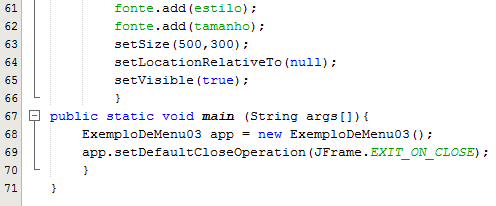 61 fonte.add(estilo);
62 fonte.add(tamanho);
63 setSize(500,300);
64 setLocationRelativeTo(null);
65 setVisible(true);
66 }
67 public static void main (String args[]){
68 ExemploDeMenu03 app = new ExemploDeMenu03();
69 app.setDefaultCloseOperation(JFrame.EXIT_ON_CLOSE);
70 }
71 }